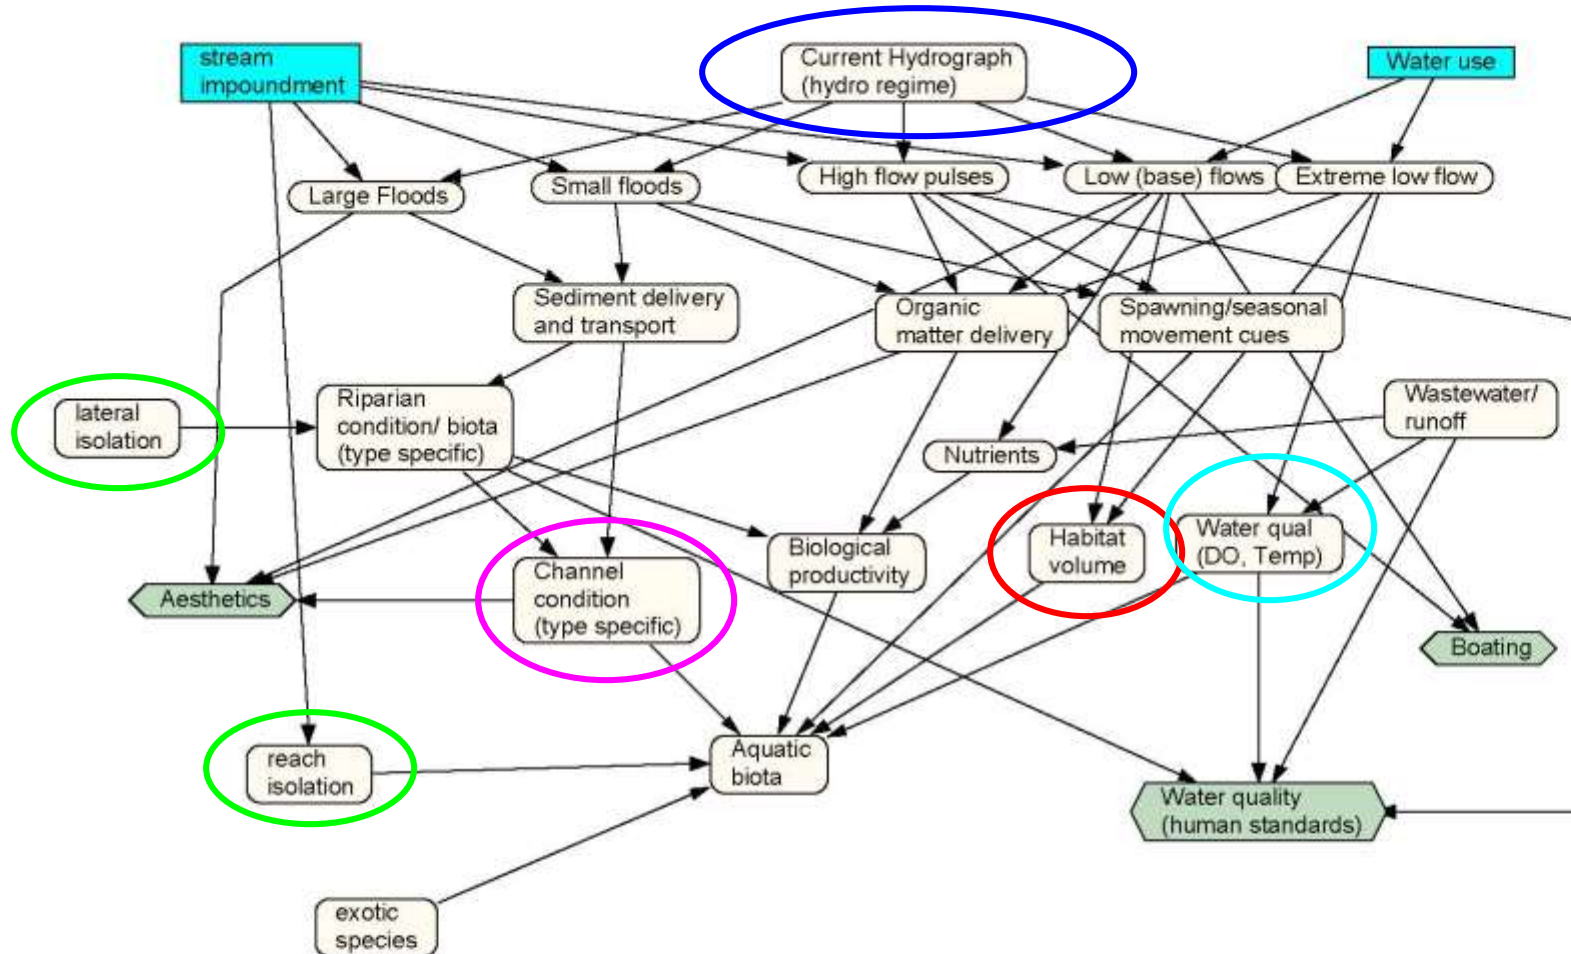 stream
impoundment
Current Hydrograph
(hydro regime)
Water use
Large Floods
Small floods
High flow pulses
Low (base) flows
Extreme low flow
Sediment delivery
and transport
Organic
matter delivery
Spawning/seasonal
movement cues
lateral
isolation
Riparian
condition/ biota
(type specific)
Nutrients
Wastewater/
runoff
Channel
condition
(type specific)
Biological
productivity
Habitat
volume
Water qual
(DO, Temp)
Aesthetics
Boating
reach
isolation
Aquatic
biota
Water quality
(human standards)
exotic
species